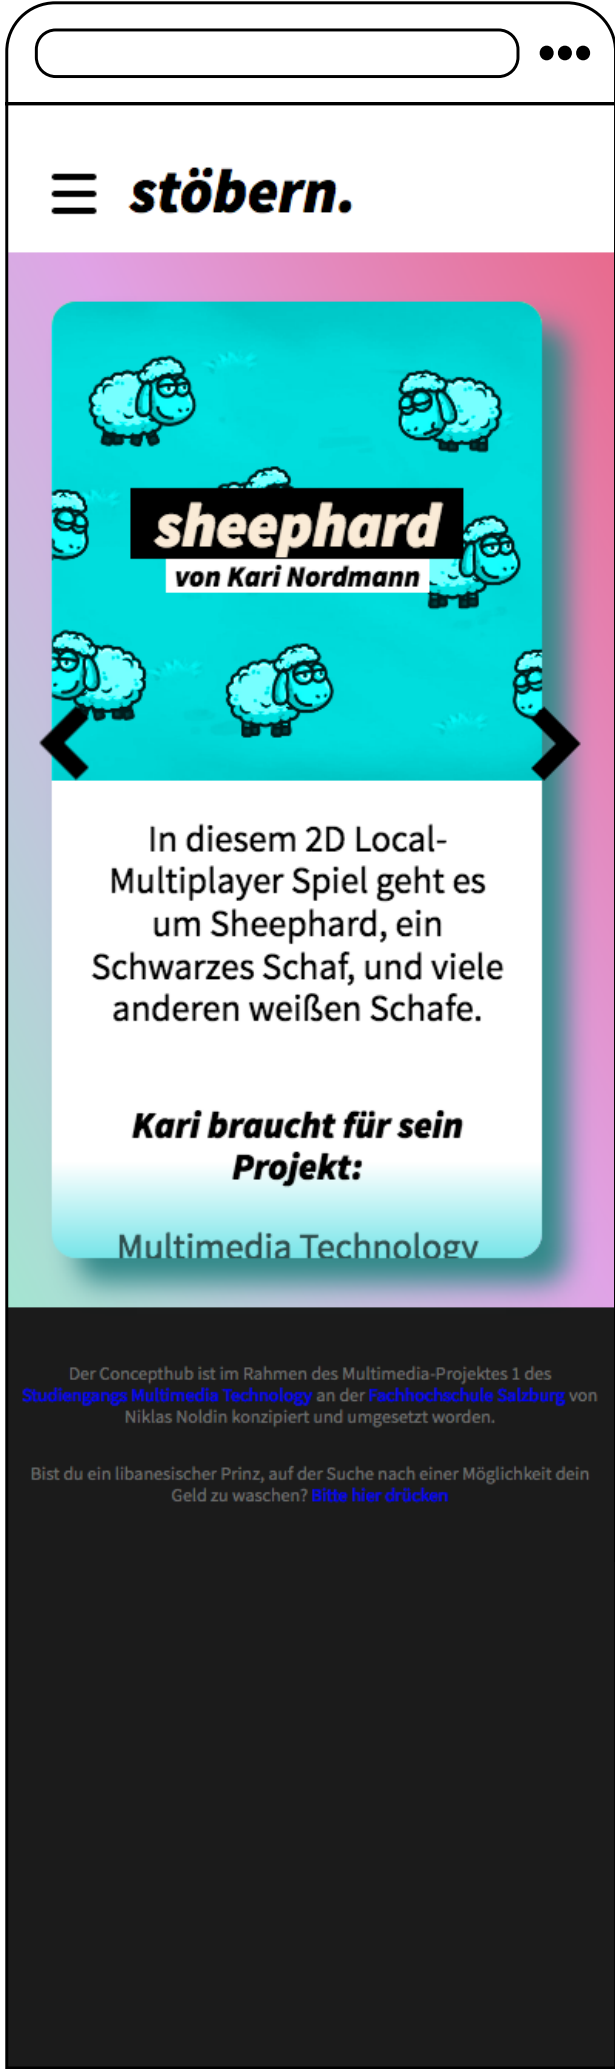 stöbern.
sheephard
von Kari Nordmann
In diesem 2D Local-
Multiplayer Spiel geht es
um Sheephard, ein
Schwarzes Schaf, und viele
anderen weißen Schafe.
Kari braucht für sein
Projekt:
Multimedia Technology
Der Concepthub ist im Rahmen des Multimedia-Projektes 1 des
Studiengangs Multimedia Technology an der Fachhochschule Salzburg von
Niklas Noldin konzipiert und umgesetzt worden.
Bist du ein libanesischer Prinz, auf der Suche nach einer Möglichkeit dein
Geld zu waschen? Bitte hier drücken